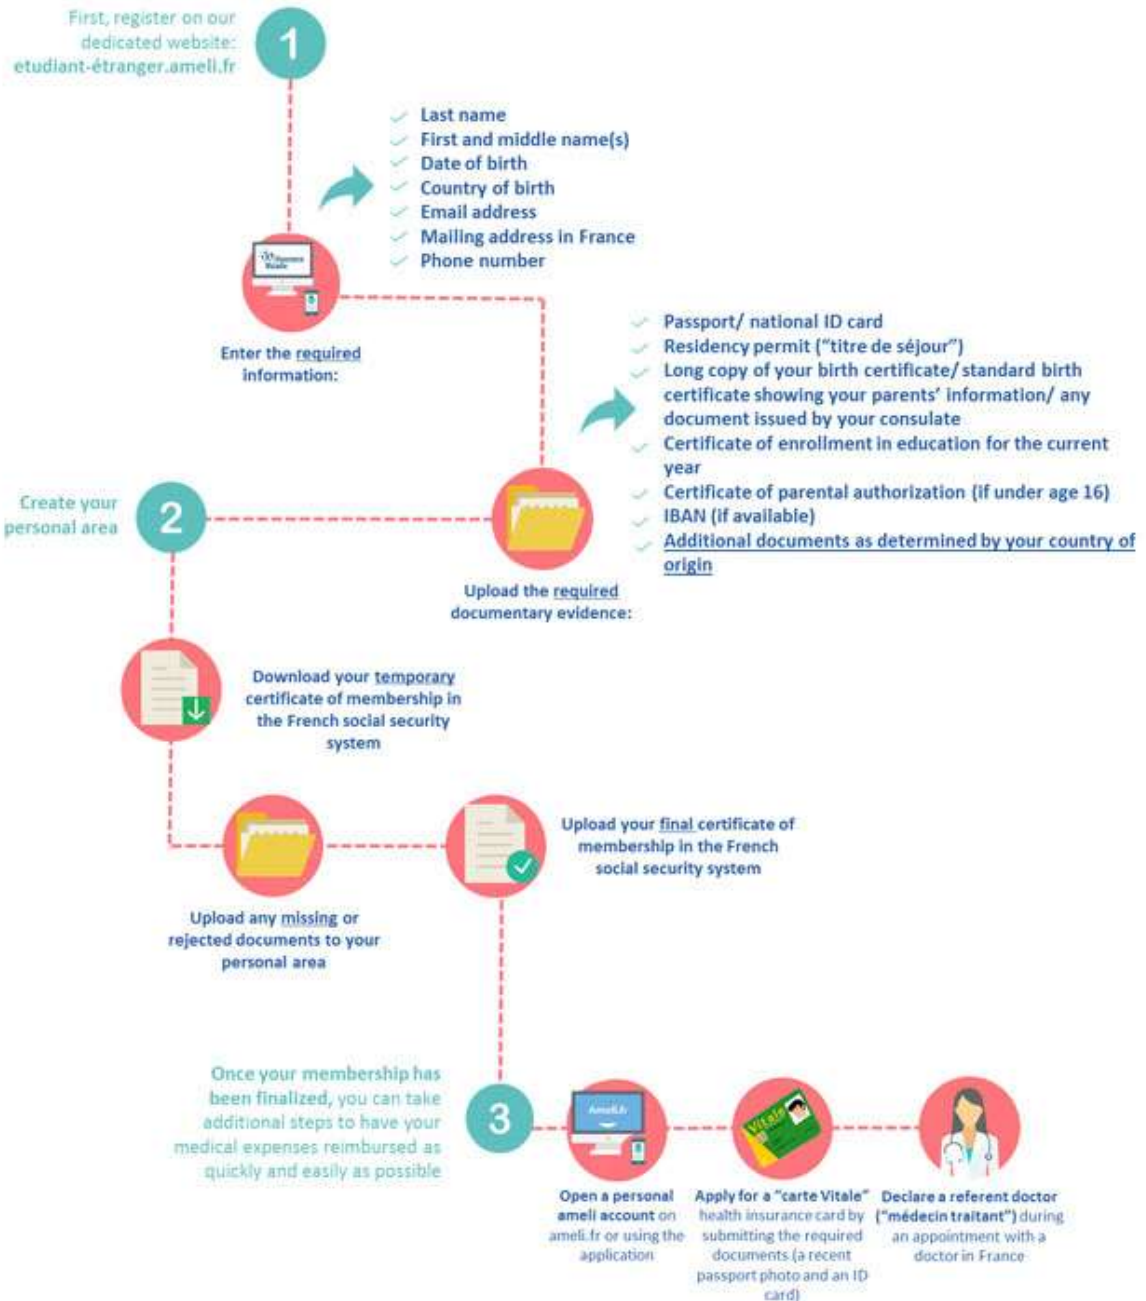 First, register on our
dedicated website:
etudiant-étranger.ameli.fr
1
Last name
First and middle name(s)
Date of birth
Country of birth
Email address
Mailing address in France
Phone number
Enter the required
information:
Passport/ national ID card
Residency permit ("titre de séjour")
Long copy of your birth certificate/ standard birth
certificate showing your parents' information/ any
document issued by your consulate
Certificate of enrollment in education for the current
year
Certificate of parental authorization (if under age 16)
IBAN (if available)
Additional documents as determined by your country of
origin
Upload the required
documentary evidence:
Create your
personal area
2
Download your temporary
certificate of membership in
the French social security
system
Upload any missing or
rejected documents to your
personal area
Upload your final certificate of
membership in the French
social security system
Once your membership has
been finalized, you can take
additional steps to have your
medical expenses reimbursed as
quickly and easily as possible
3
Ameli.fr
Open a personal
ameli account on
ameli.fr or using the
application
Vitale
Apply for a "carte Vitale"
health insurance card by
submitting the required
documents (a recent
passport photo and an ID
card)
Declare a referent doctor
("médecin traitant") during
an appointment with a
doctor in France